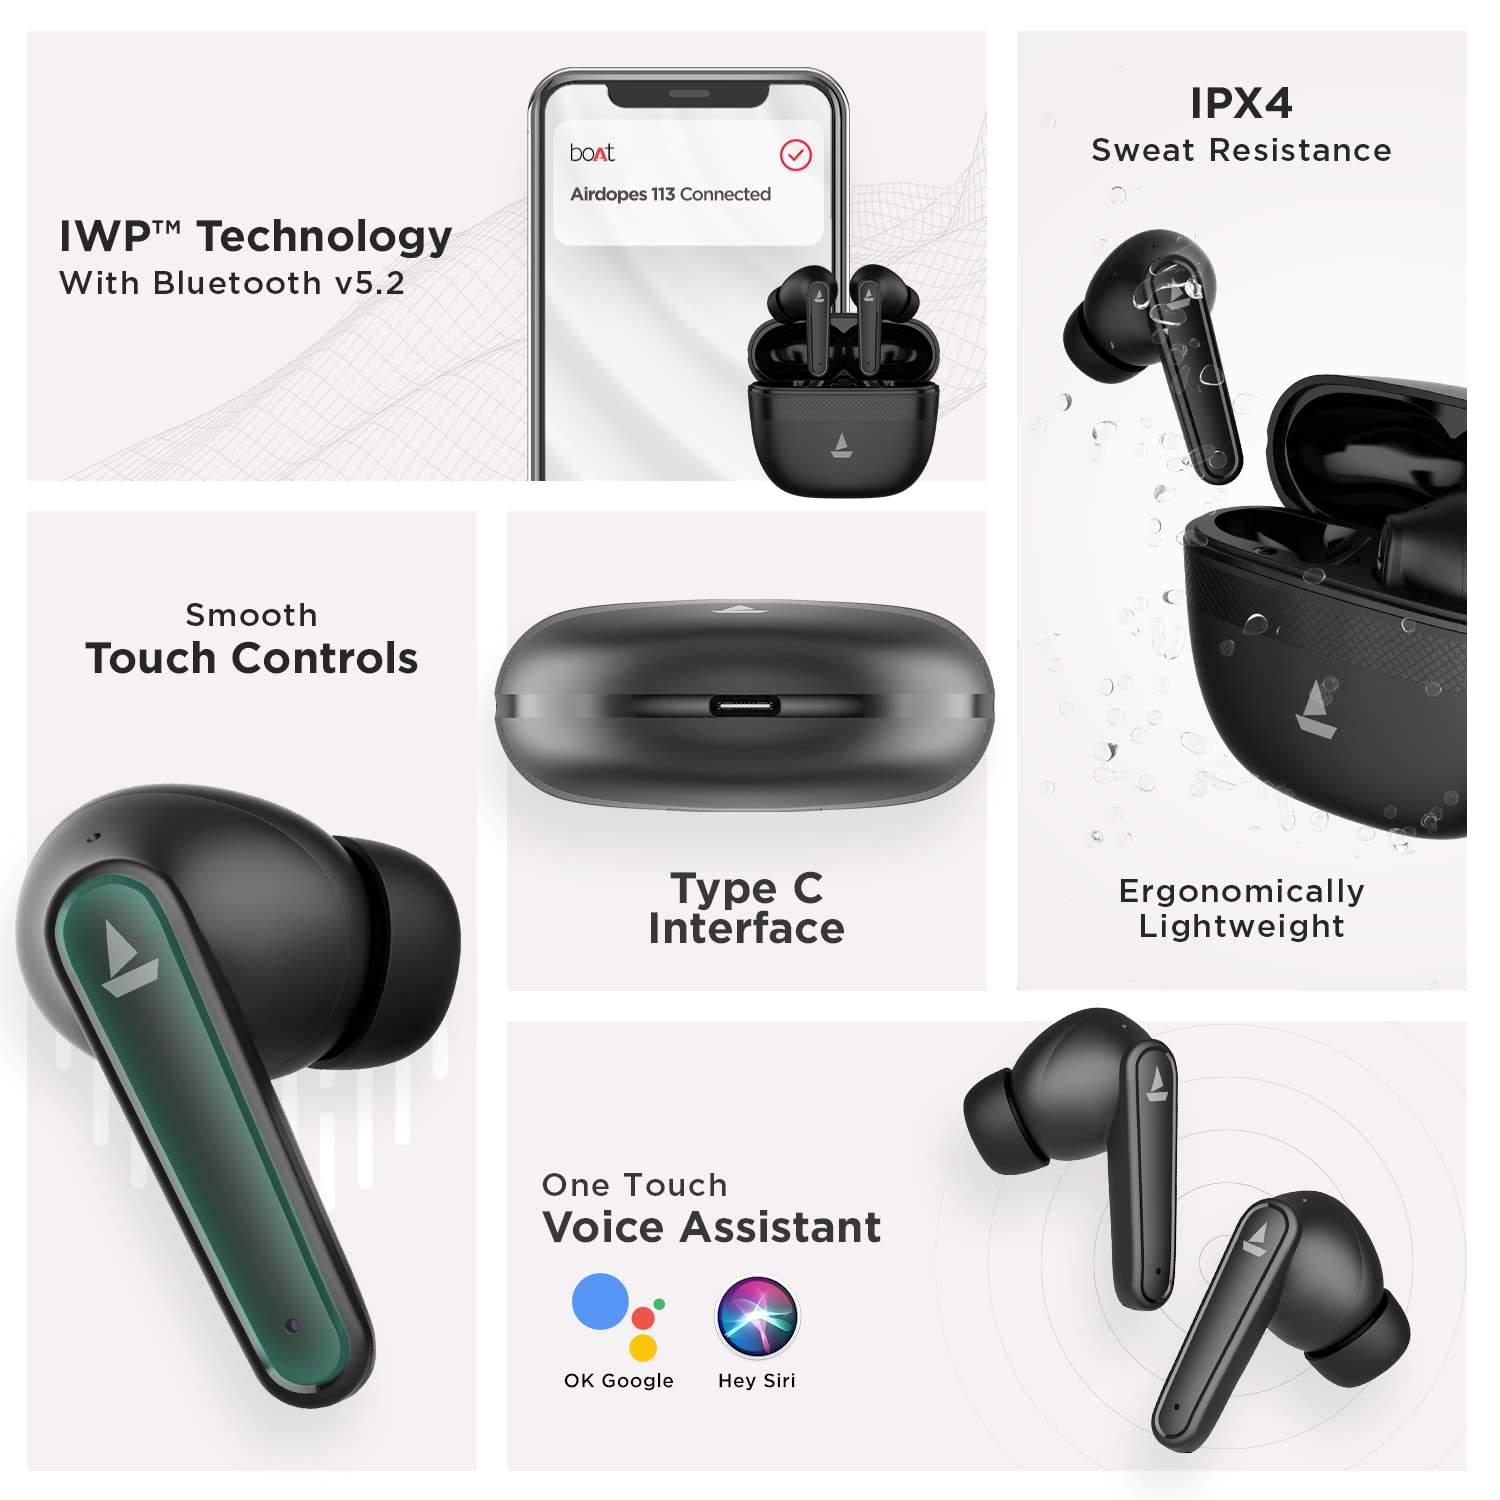 IWP™ Technology
With Bluetooth v5.2
boAt
Airdopes 113 Connected
IPX4
Sweat Resistance
Smooth
Touch Controls
Type C
Interface
Ergonomically
Lightweight
One Touch
Voice Assistant
OK Google
Hey Siri